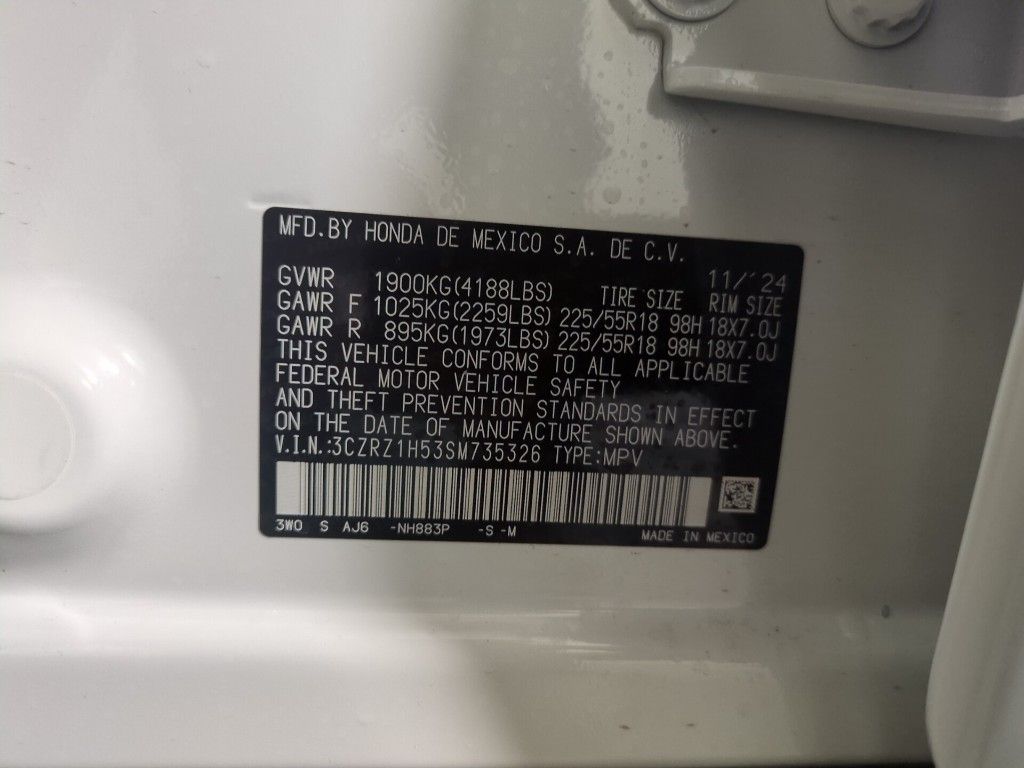 MFD.BY HONDA DE MEXICO S.A. DE C.V.
11/'24
GVWR 1900KG(4188LBS) TIRE SIZE RIM SIZE
GAWR F 1025KG(2259LBS) 225/55R18 98H 18X7.0J
GAWR R 895KG(1973LBS) 225/55R18 98H 18X7.0J
THIS VEHICLE CONFORMS TO ALL APPLICABLE
FEDERAL MOTOR VEHICLE SAFETY
AND THEFT PREVENTION STANDARDS IN EFFECT
ON THE DATE OF MANUFACTURE SHOWN ABOVE.
V.I.N.:3CZRZ1H53SM735326 TYPE:MPV
3W0 S AJ6 -NH883P -S -M MADE IN MEXICO